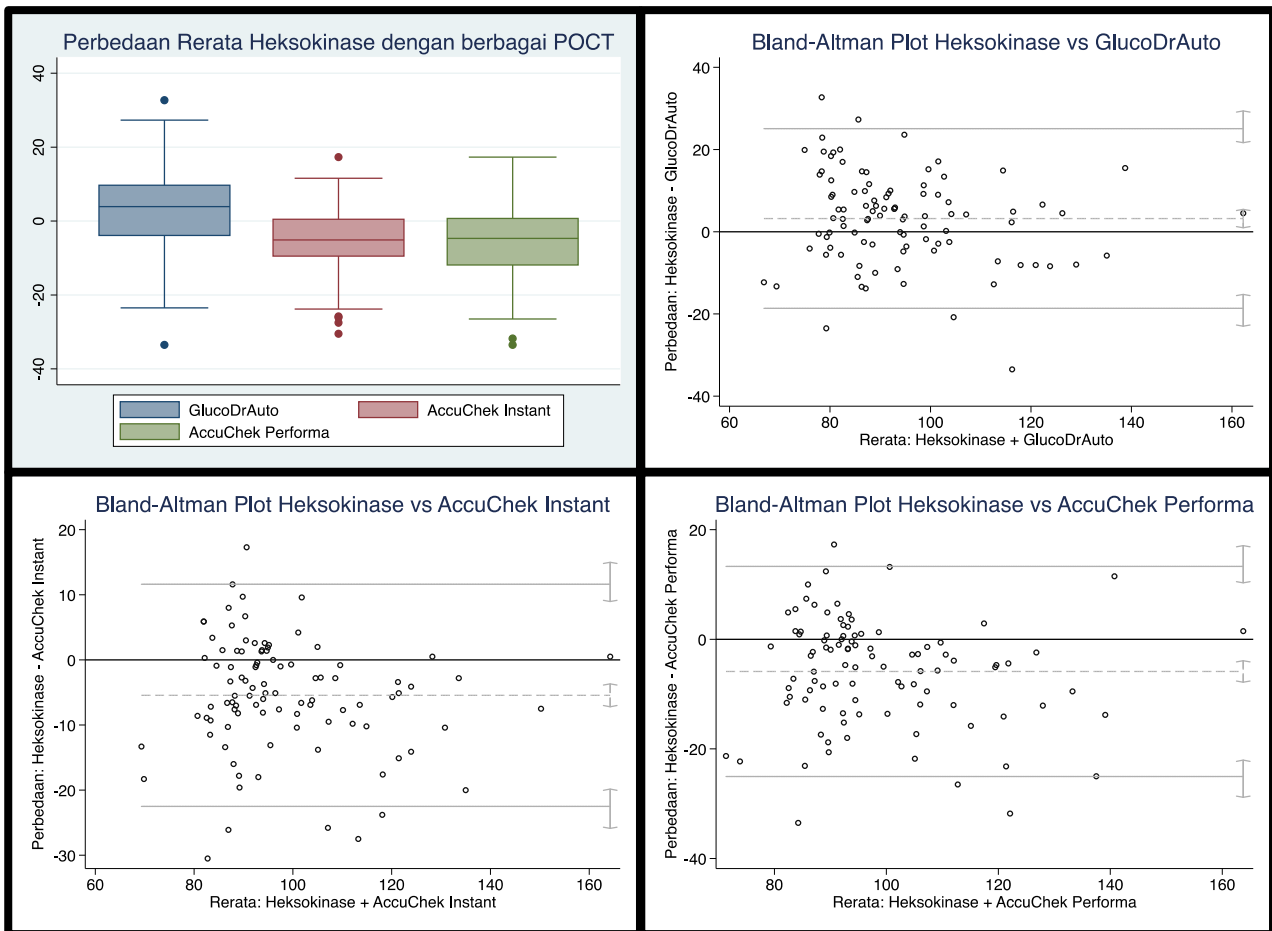 Perbedaan Rerata Heksokinase dengan berbagai POCT
40
20
0
-20
-40
GlucoDrAuto
AccuChek Instant
AccuChek Performa
Bland-Altman Plot Heksokinase vs GlucoDrAuto
Perbedaan: Heksokinase - GlucoDrAuto
40
20
0
-20
-40
60
80
100
120
140
160
Rerata: Heksokinase + GlucoDrAuto
Bland-Altman Plot Heksokinase vs AccuChek Instant
Perbedaan: Heksokinase - AccuChek Instant
20
10
0
-10
-20
-30
60
80
100
120
140
160
Rerata: Heksokinase + AccuChek Instant
Bland-Altman Plot Heksokinase vs AccuChek Performa
Perbedaan: Heksokinase - AccuChek Performa
20
0
-20
-40
80
100
120
140
160
Rerata: Heksokinase + AccuChek Performa